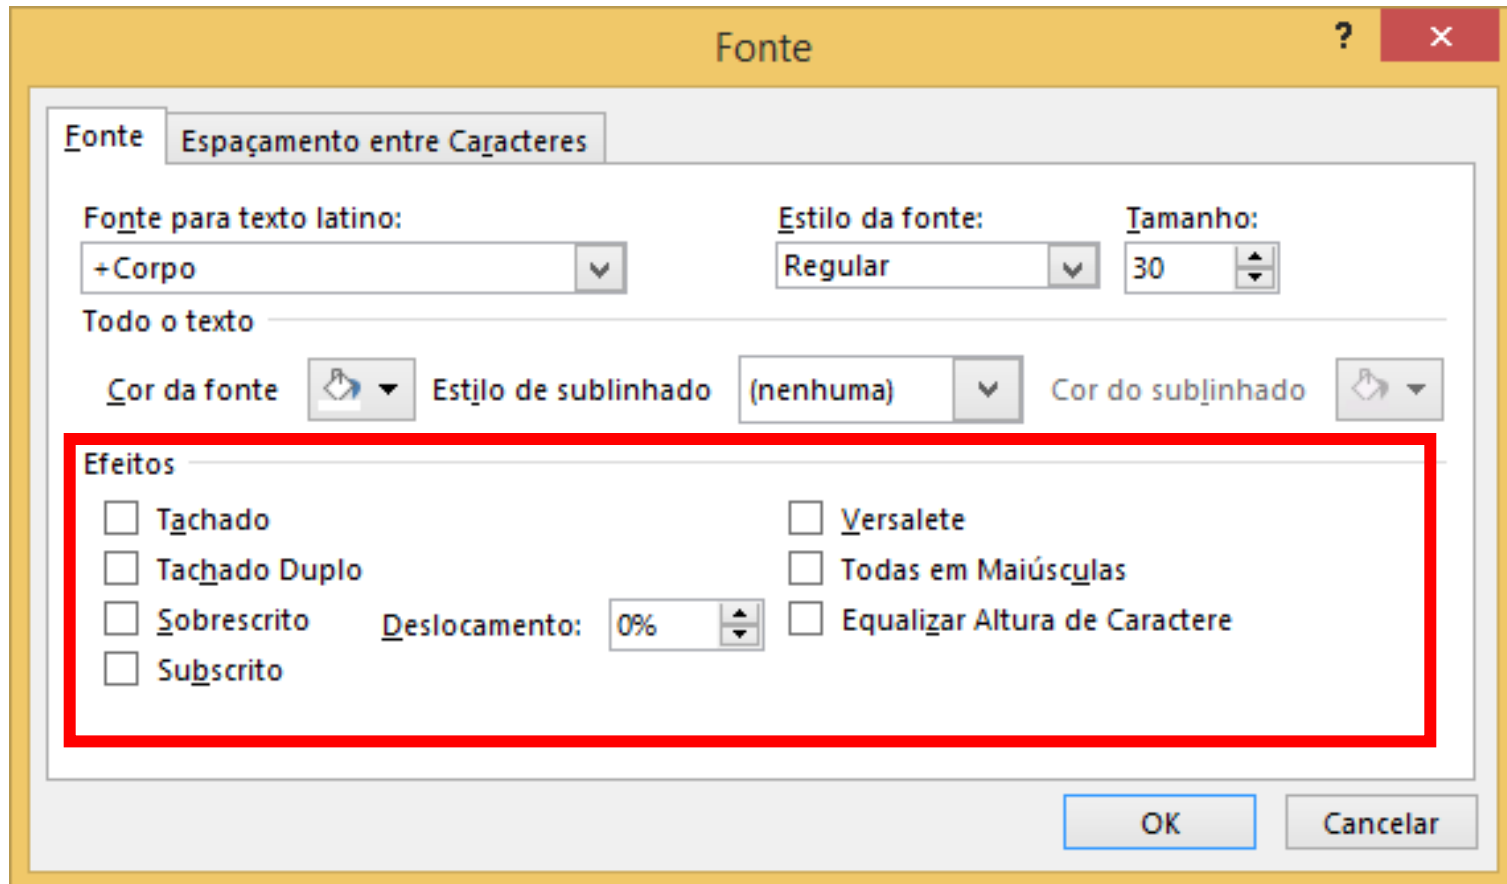 Fonte ?
Fonte Espaçamento entre Caracteres
Fonte para texto latino: Estilo da fonte: Tamanho:
+Corpo Regular 30
Todo o texto
Cor da fonte Estilo de sublinhado (nenhuma) Cor do sublinhado
Efeitos
Tachado Versalete
Tachado Duplo Todas em Maiúsculas
Sobrescrito Deslocamento: 0% Equalizar Altura de Caractere
Subscrito
OK Cancelar